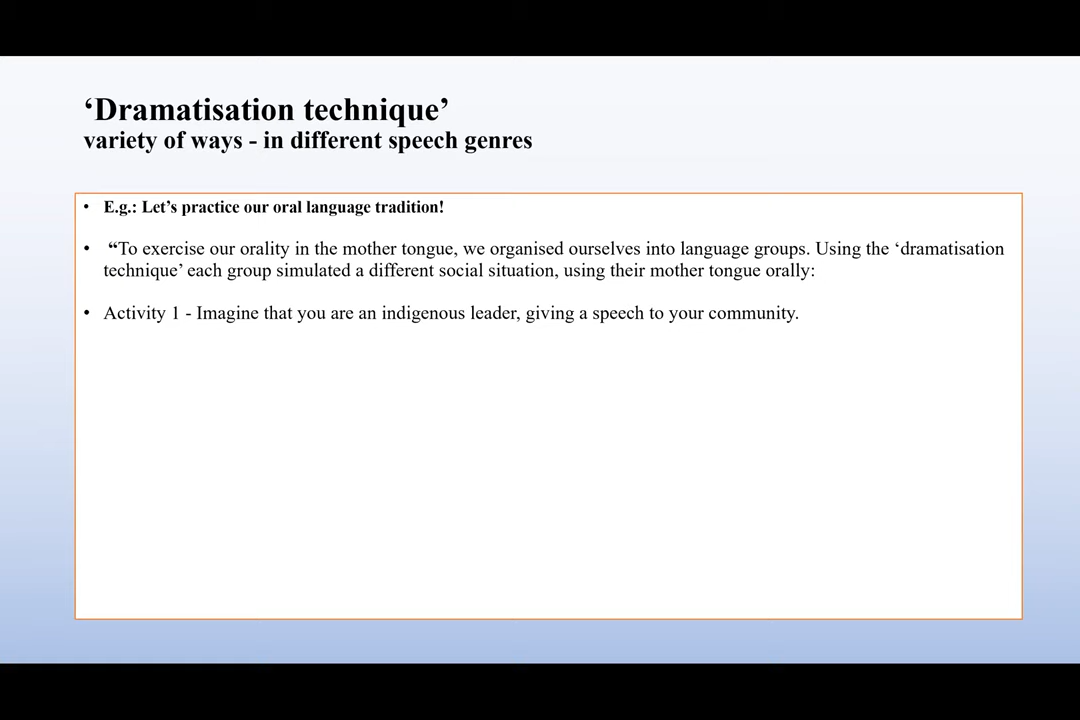 ‘Dramatisation technique’
variety of ways - in different speech genres
• E.g.: Let’s practice our oral language tradition!
• “To exercise our orality in the mother tongue, we organised ourselves into language groups. Using the ‘dramatisation
technique’ each group simulated a different social situation, using their mother tongue orally:
• Activity 1 - Imagine that you are an indigenous leader, giving a speech to your community.